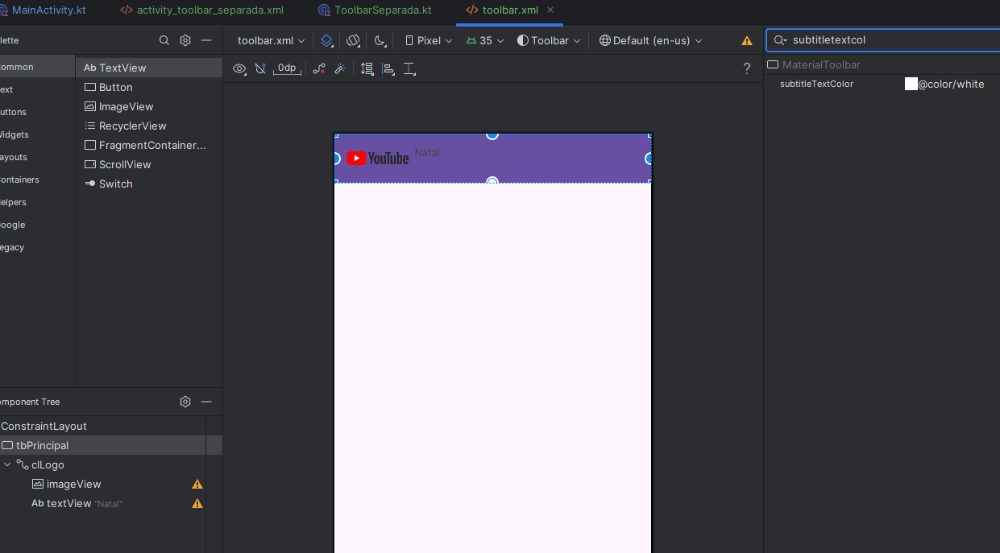 MainActivity.kt
activity_toolbar_separada.xml
ToolbarSeparada.kt
toolbar.xml
lette
toolbar.xml
Pixel
35
Toolbar
Default (en-us)
subtitletextcol
ommon
Ab TextView
0dp
?
MaterialToolbar
ext
Button
subtitleTextColor
@color/white
uttons
ImageView
Widgets
RecyclerView
ayouts
FragmentContainer...
ontainers
ScrollView
elpers
Switch
oogle
egacy
YouTube
Natal
omponent Tree
ConstraintLayout
tbPrincipal
clLogo
imageView
Ab textView "Natal"